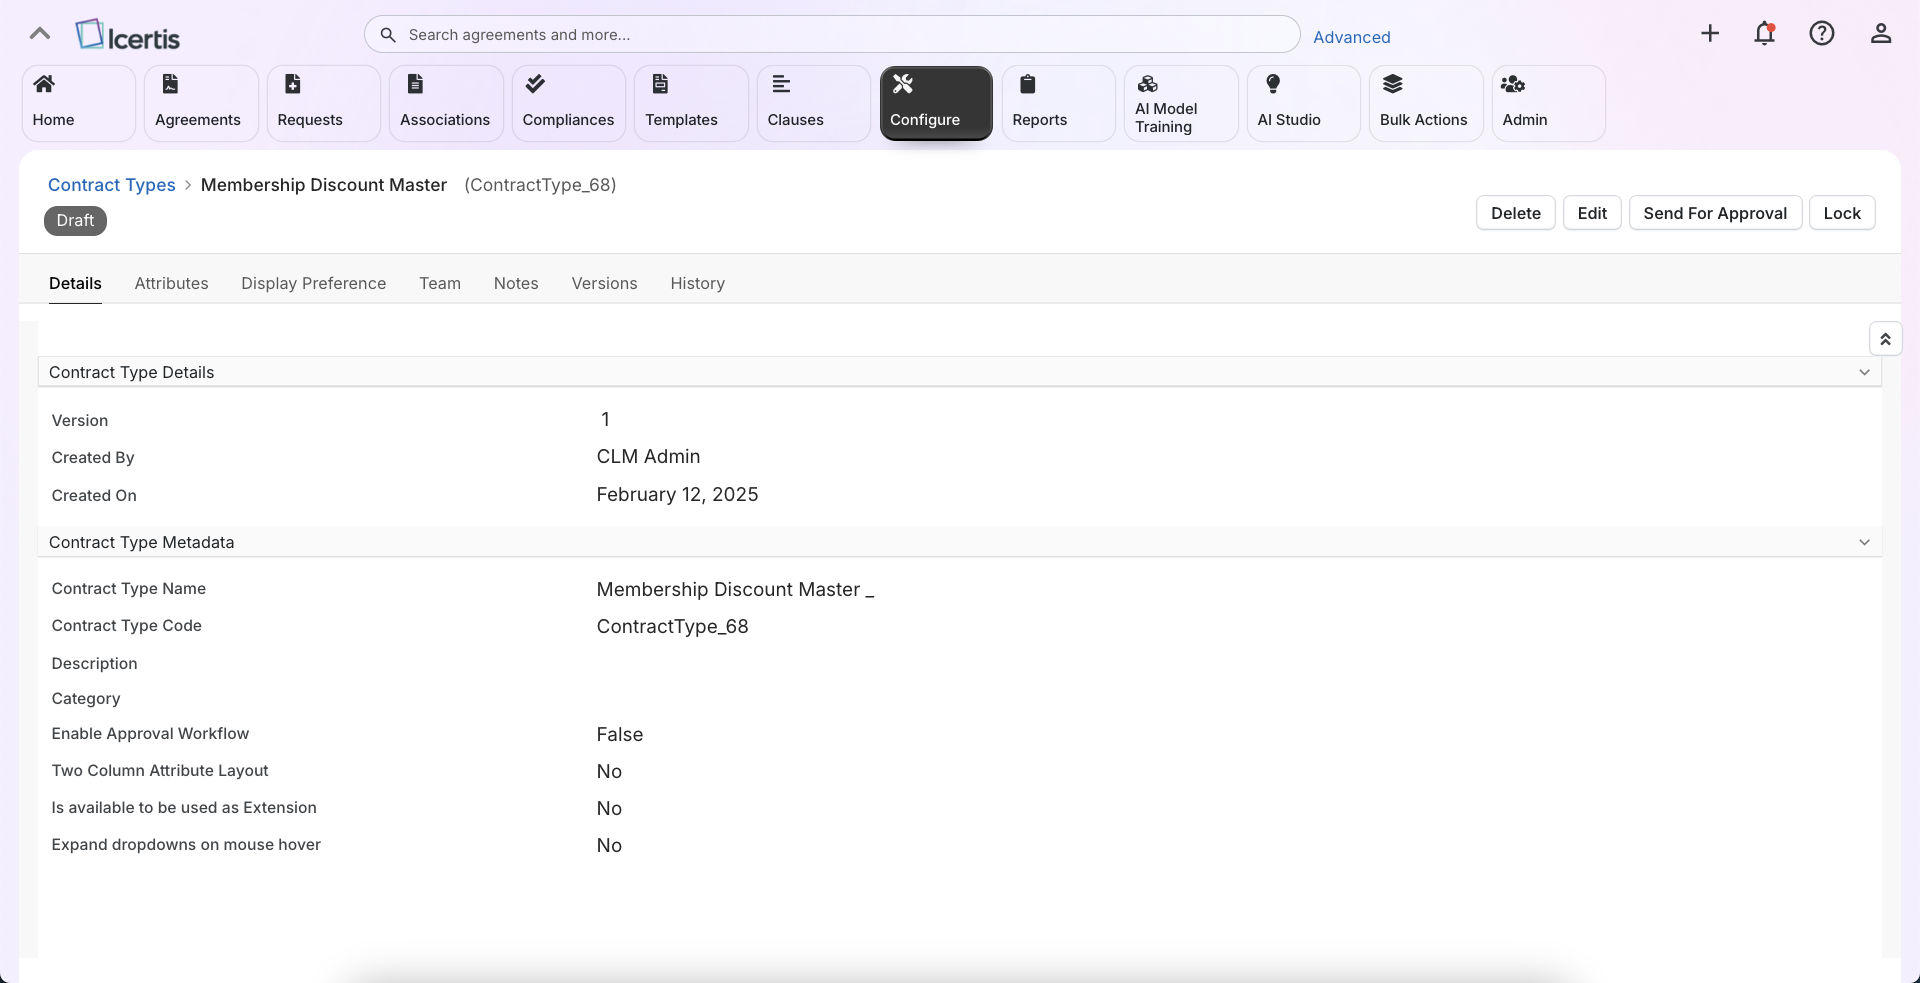 Icertis
Search agreements and more...
Advanced
Home
Agreements
Requests
Associations
Compliances
Templates
Clauses
Configure
Reports
AI Model
Training
AI Studio
Bulk Actions
Admin
Contract Types > Membership Discount Master (ContractType_68)
Draft
Delete
Edit
Send For Approval
Lock
Details
Attributes
Display Preference
Team
Notes
Versions
History
Contract Type Details
Version 1
Created By CLM Admin
Created On February 12, 2025
Contract Type Metadata
Contract Type Name Membership Discount Master _
Contract Type Code ContractType_68
Description
Category
Enable Approval Workflow False
Two Column Attribute Layout No
Is available to be used as Extension No
Expand dropdowns on mouse hover No